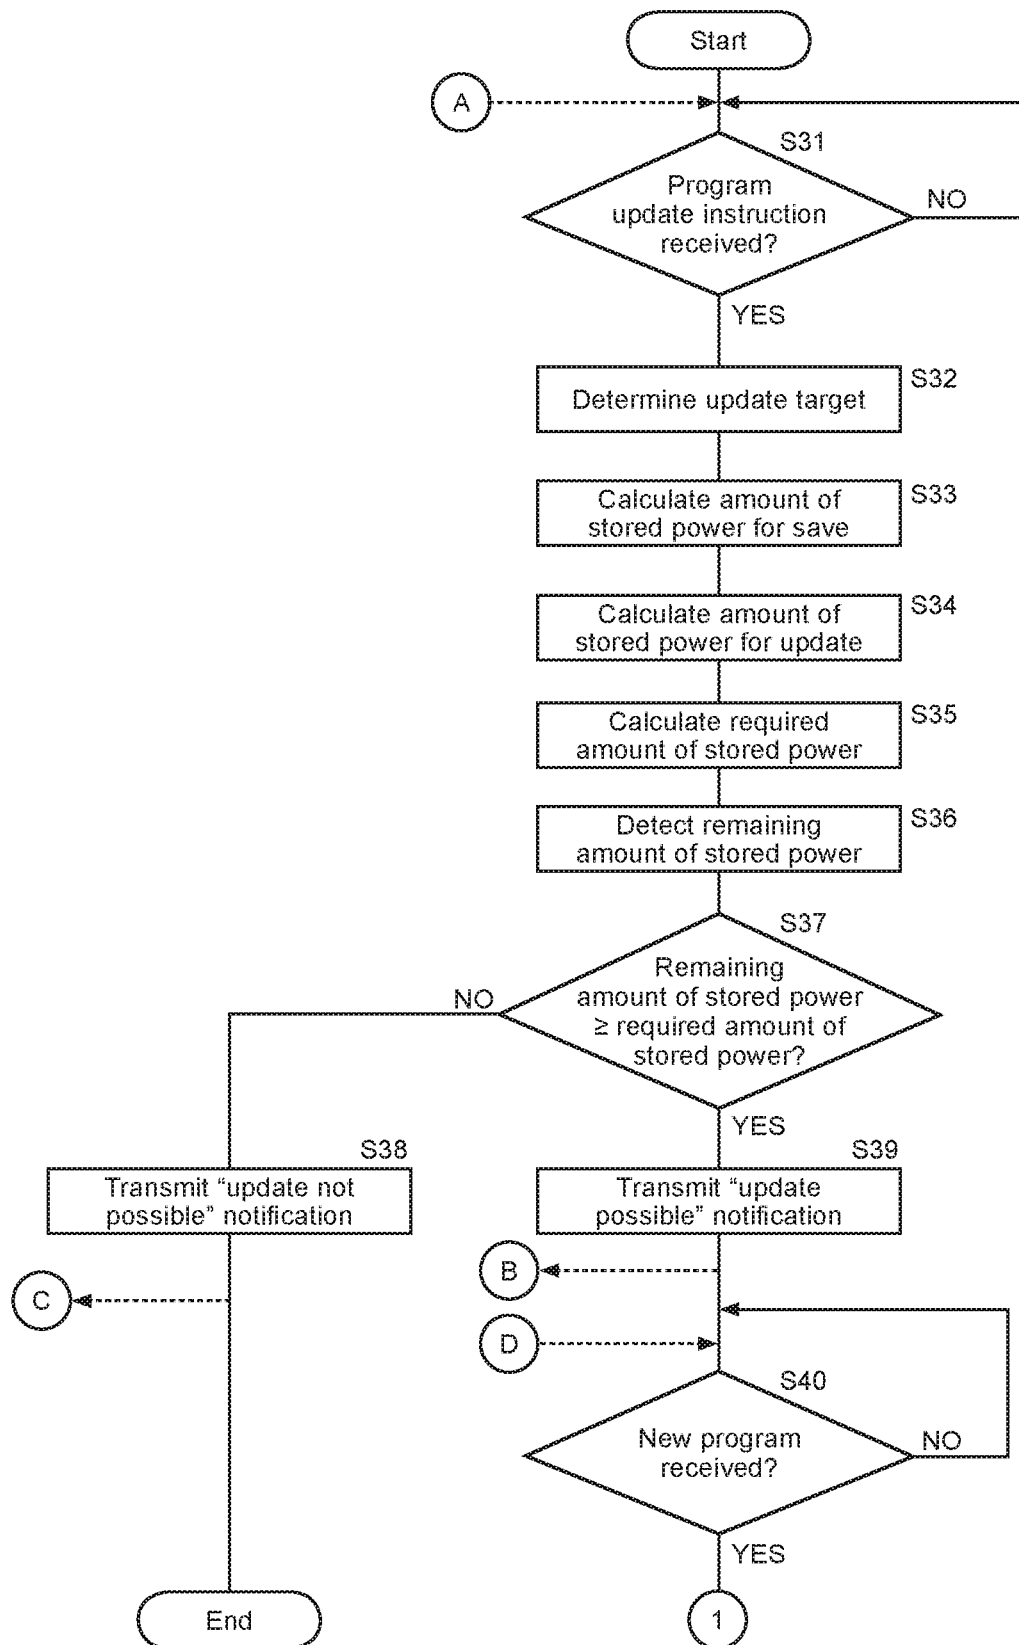 Start
A
S31
Program
update instruction
received?
NO
YES
Determine update target
S32
Calculate amount of
stored power for save
S33
Calculate amount of
stored power for update
S34
Calculate required
amount of stored power
S35
Detect remaining
amount of stored power
S36
S37
Remaining
amount of stored power
≥ required amount of
stored power?
NO
YES
S38
Transmit “update not
possible” notification
S39
Transmit “update
possible” notification
B
C
D
S40
New program
received?
NO
YES
End
1